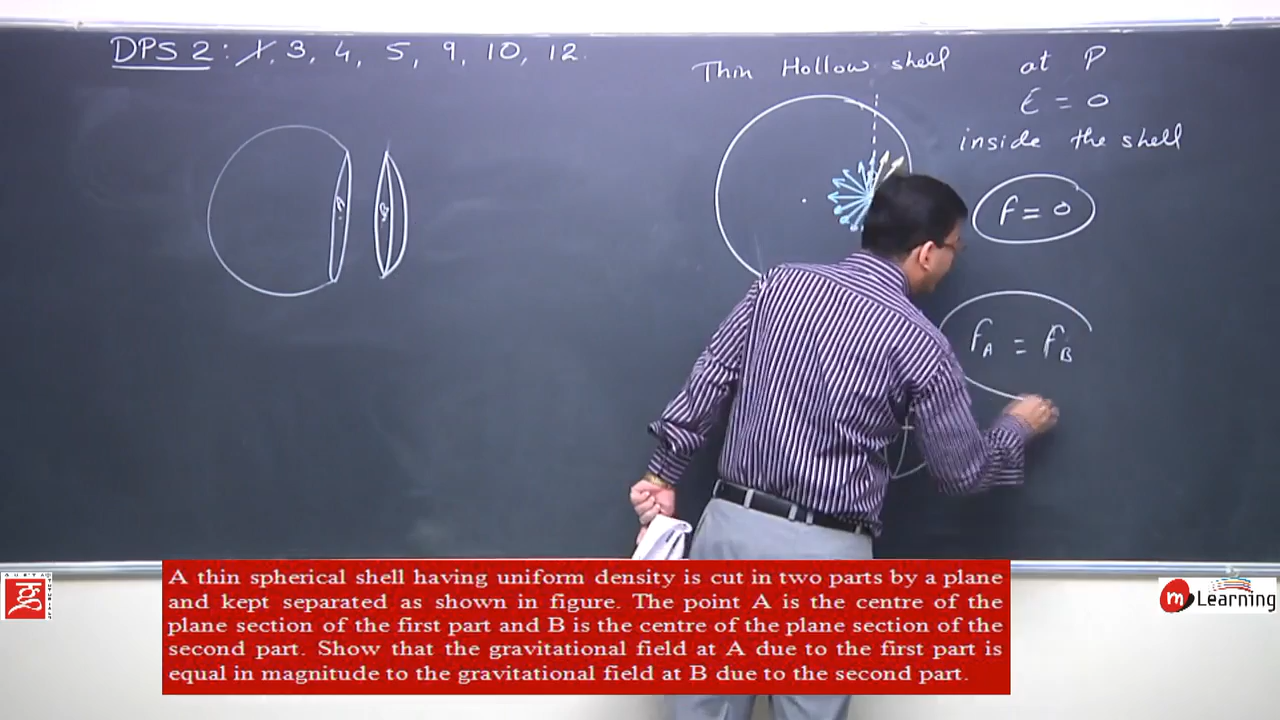 DPS 2 : 1, 3, 4, 5, 9, 10, 12.
Thin Hollow shell
at P
E = 0
inside the shell
f = 0
f_A = f_B
A
B
A thin spherical shell having uniform density is cut in two parts by a plane
and kept separated as shown in figure. The point A is the centre of the
plane section of the first part and B is the centre of the plane section of the
second part. Show that the gravitational field at A due to the first part is
equal in magnitude to the gravitational field at B due to the second part.
m Learning